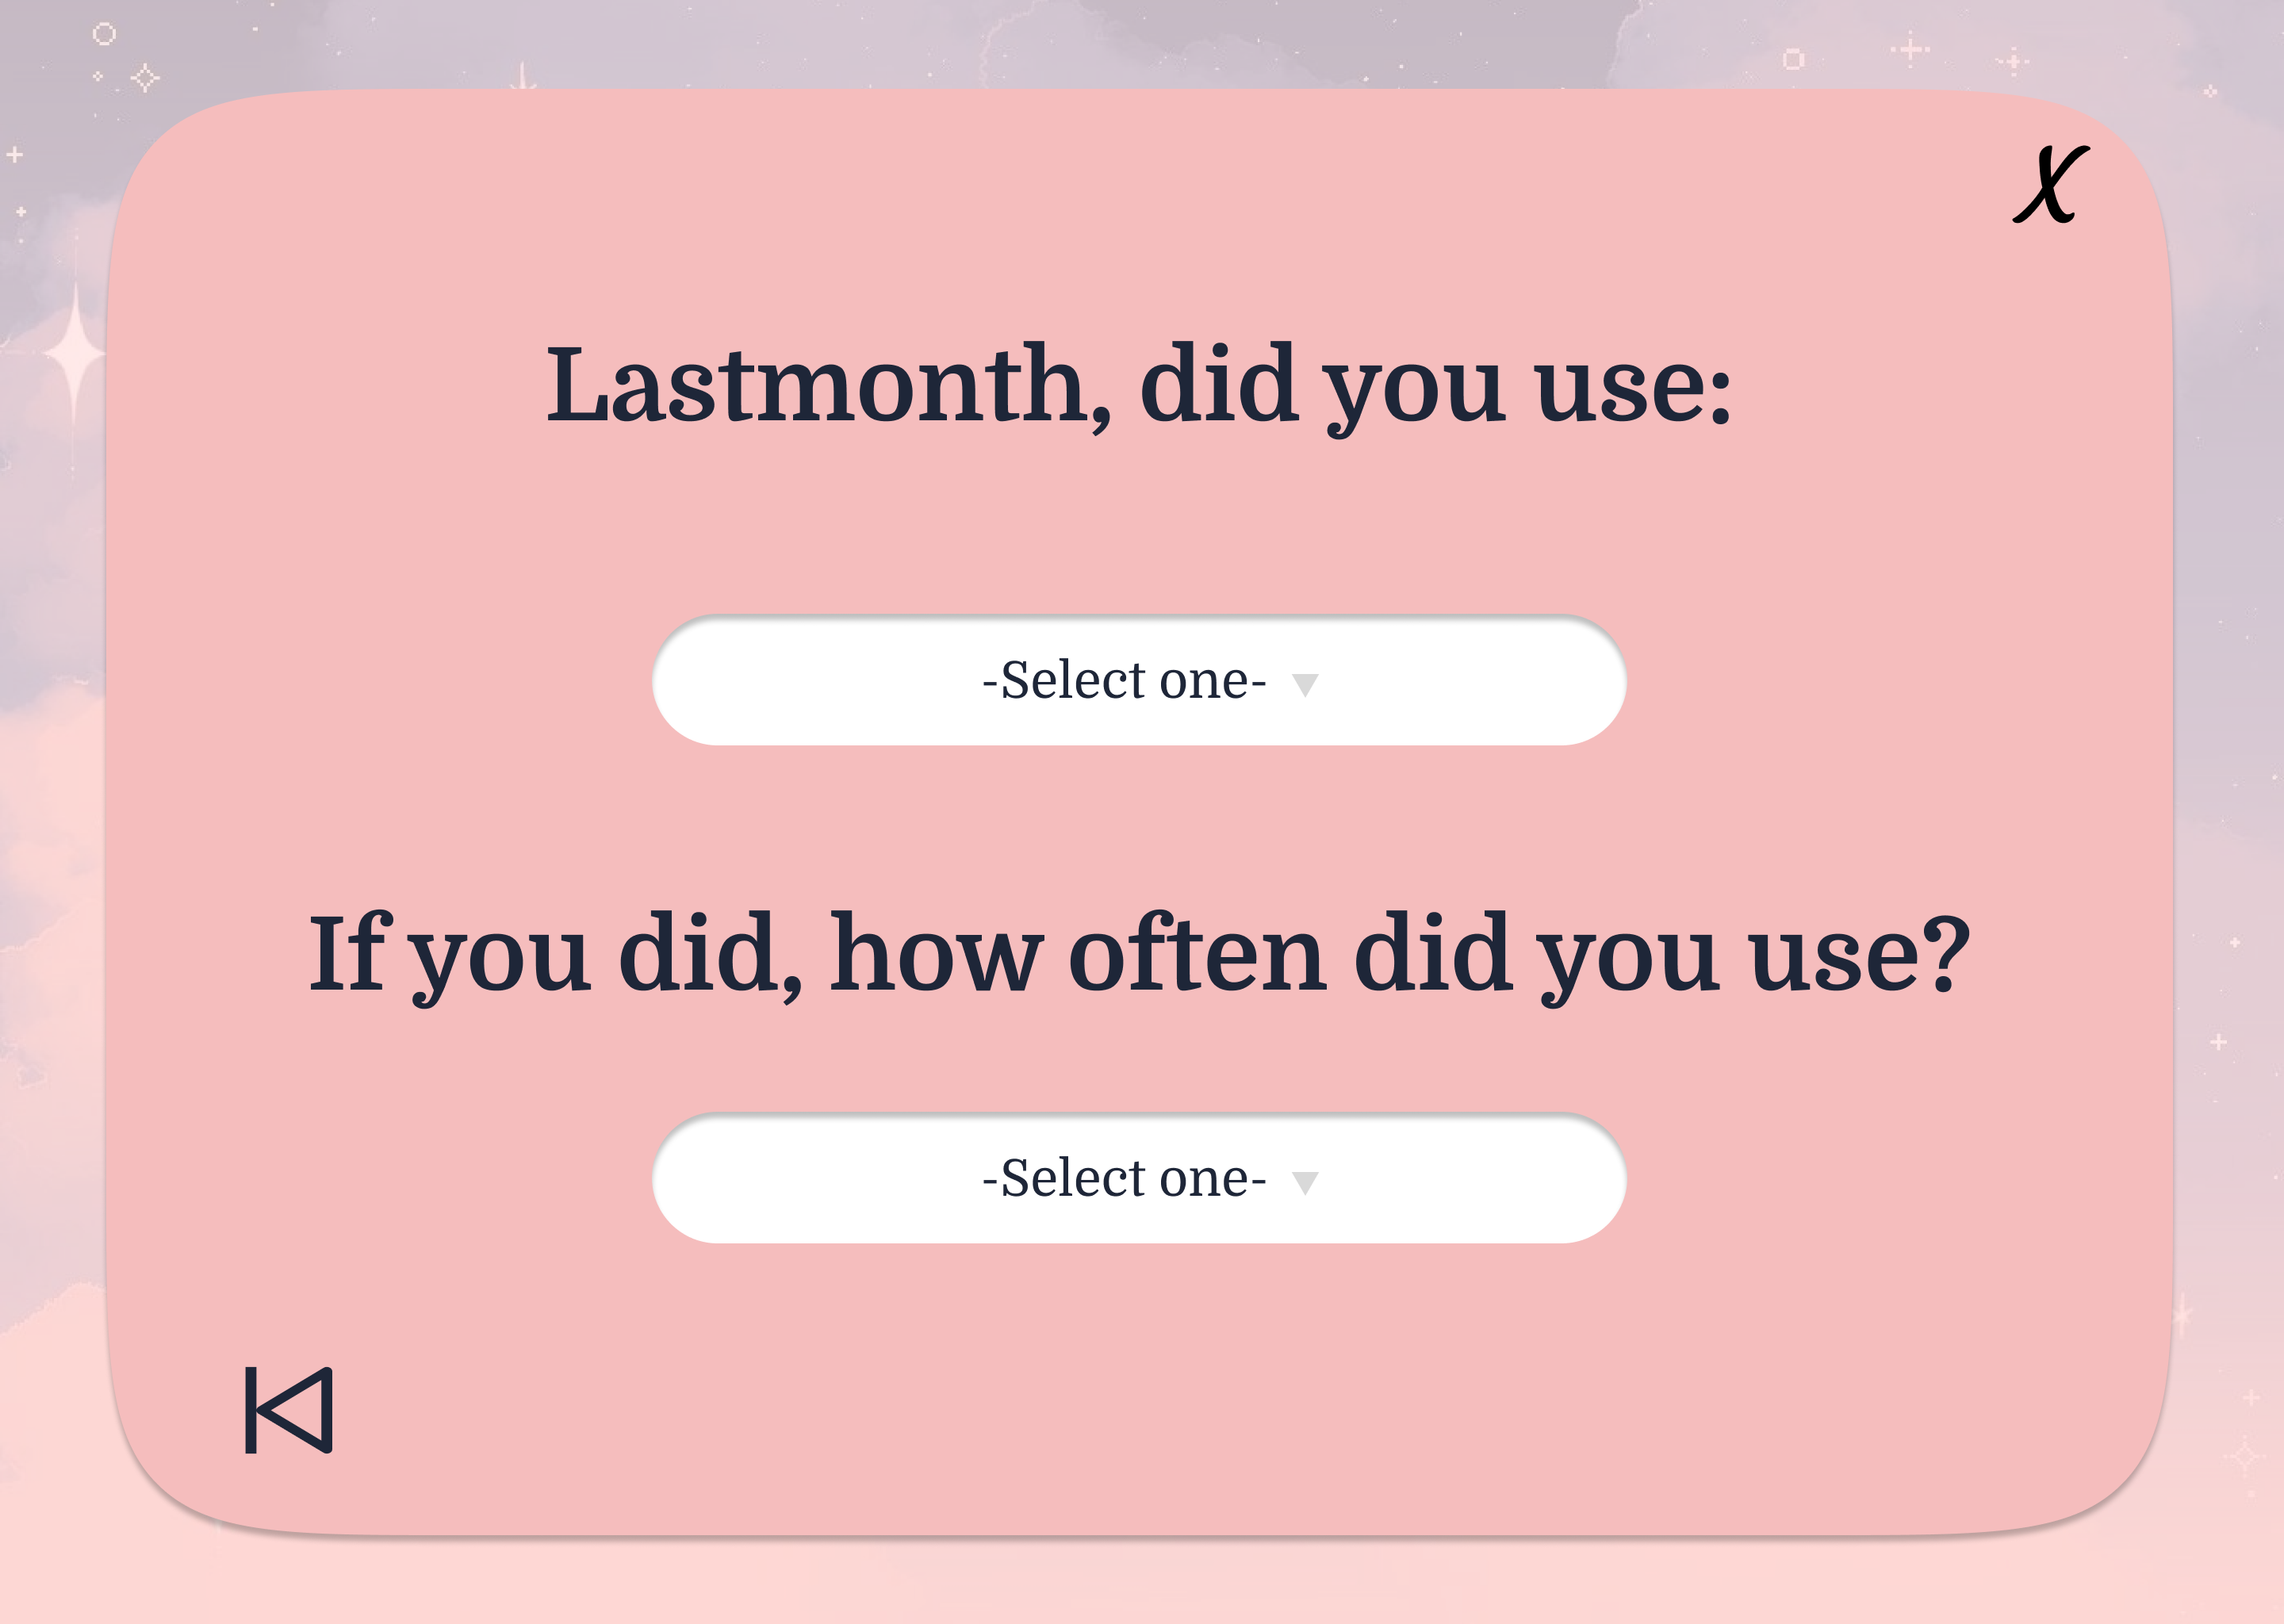 X
Lastmonth, did you use:
-Select one-
If you did, how often did you use?
-Select one-